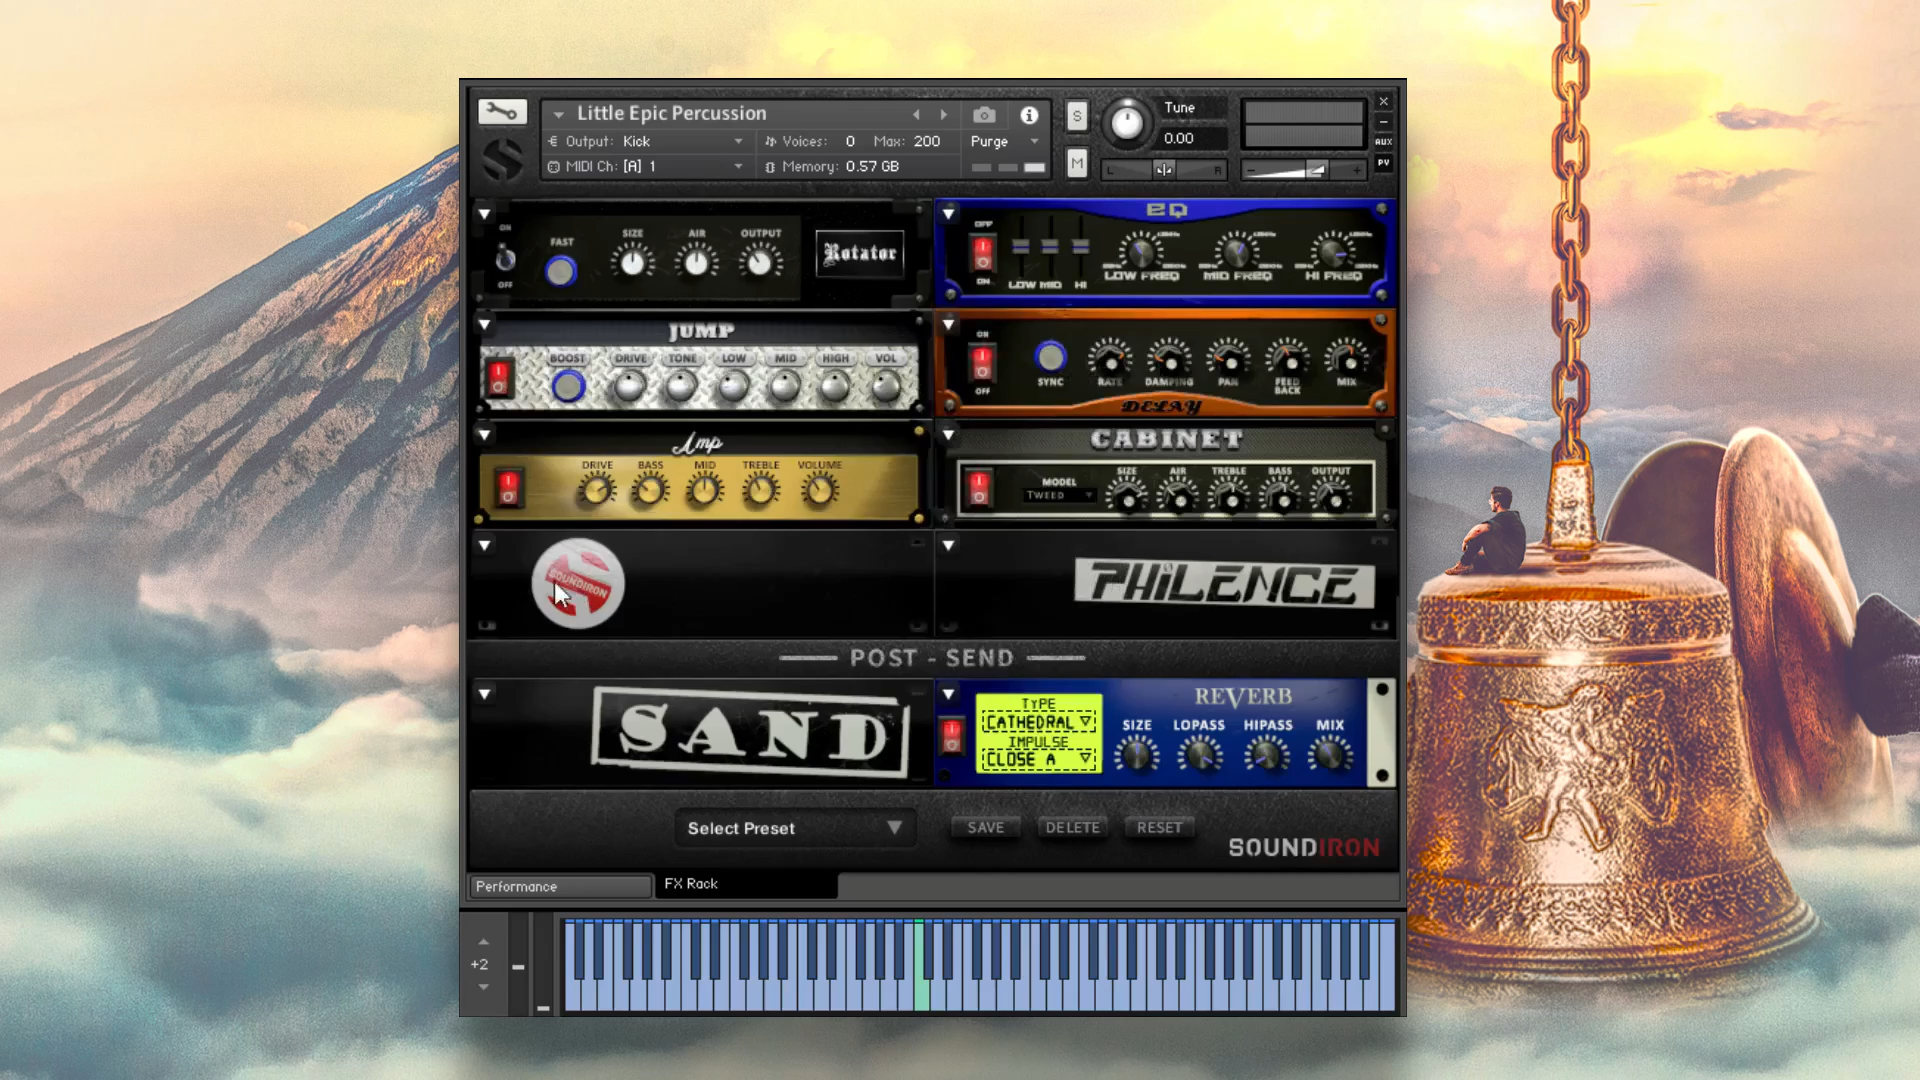 Little Epic Percussion
Output: Kick
Voices: 0 Max: 200
Purge
MIDI Ch: [A] 1
Memory: 0.57 GB
S
M
Tune
0.00
L
R
AUX
PV
ON
OFF
FAST
SIZE
AIR
OUTPUT
Rotator
EQ
OFF
ON
LOW MID HI
LOW FREQ
MID FREQ
HI FREQ
JUMP
BOOST
DRIVE
TONE
LOW
MID
HIGH
VOL
ON
OFF
SYNC
RATE
DAMPING
PAN
FEED
BACK
MIX
DELAY
Amp
DRIVE
BASS
MID
TREBLE
VOLUME
CABINET
MODEL
TWEED
SIZE
AIR
TREBLE
BASS
OUTPUT
SOUNDIRON
PHILENCE
POST - SEND
SAND
REVERB
TYPE
CATHEDRAL
IMPULSE
CLOSE A
SIZE
LOPASS
HIPASS
MIX
Select Preset
SAVE
DELETE
RESET
SOUNDIRON
Performance
FX Rack
+2